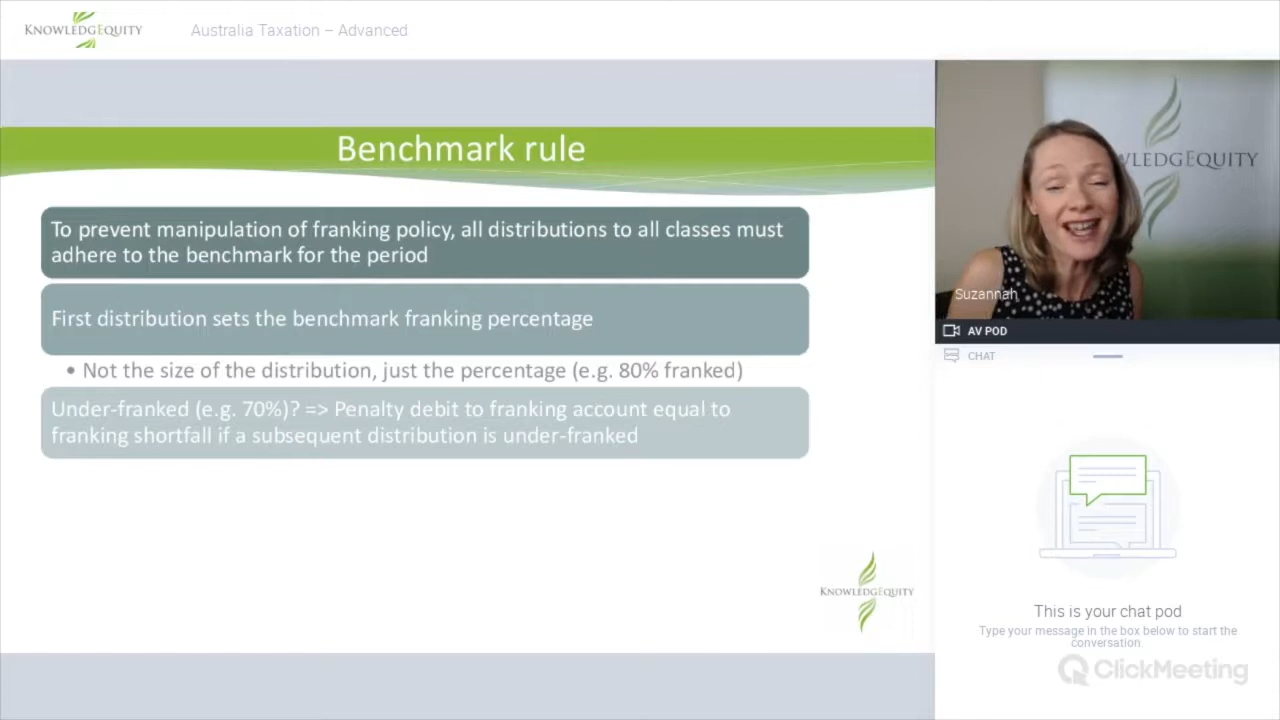 KNOWLEDGEQUITY
Australia Taxation – Advanced
Benchmark rule
To prevent manipulation of franking policy, all distributions to all classes must
adhere to the benchmark for the period
First distribution sets the benchmark franking percentage
• Not the size of the distribution, just the percentage (e.g. 80% franked)
Under-franked (e.g. 70%)? => Penalty debit to franking account equal to
franking shortfall if a subsequent distribution is under-franked
KNOWLEDGEQUITY
WLEDGEQUITY
Suzannah
AV POD
CHAT
This is your chat pod
Type your message in the box below to start the
conversation.
ClickMeeting